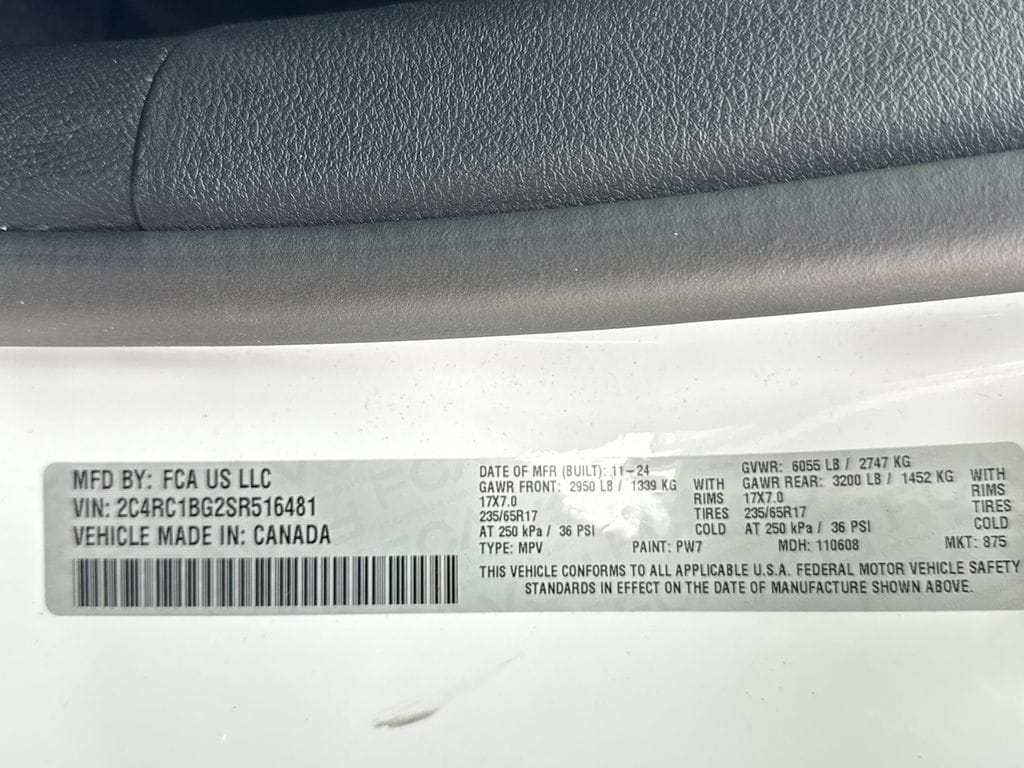 MFD BY: FCA US LLC
VIN: 2C4RC1BG2SR516481
VEHICLE MADE IN: CANADA
DATE OF MFR (BUILT): 11-24
GAWR FRONT: 2950 LB / 1339 KG WITH
17X7.0 RIMS
235/65R17 TIRES
AT 250 kPa / 36 PSI COLD
GVWR: 6055 LB / 2747 KG
GAWR REAR: 3200 LB / 1452 KG WITH
17X7.0 RIMS
235/65R17 TIRES
AT 250 kPa / 36 PSI COLD
TYPE: MPV PAINT: PW7 MDH: 110608 MKT: 875
THIS VEHICLE CONFORMS TO ALL APPLICABLE U.S.A. FEDERAL MOTOR VEHICLE SAFETY
STANDARDS IN EFFECT ON THE DATE OF MANUFACTURE SHOWN ABOVE.